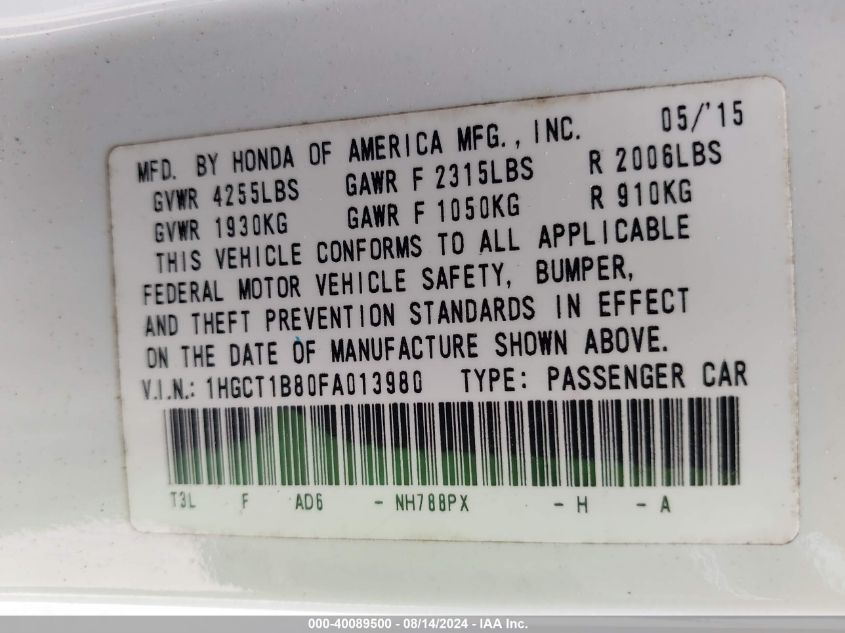 05/'15
MFD. BY HONDA OF AMERICA MFG., INC.
GVWR 4255LBS GAWR F 2315LBS R 2006LBS
GVWR 1930KG GAWR F 1050KG R 910KG
THIS VEHICLE CONFORMS TO ALL APPLICABLE
FEDERAL MOTOR VEHICLE SAFETY, BUMPER,
AND THEFT PREVENTION STANDARDS IN EFFECT
ON THE DATE OF MANUFACTURE SHOWN ABOVE.
V.I.N.: 1HGCT1B80FA013980 TYPE: PASSENGER CAR
T3L F AD6 - NH788PX - H - A
000-40089500 - 08/14/2024 - IAA Inc.